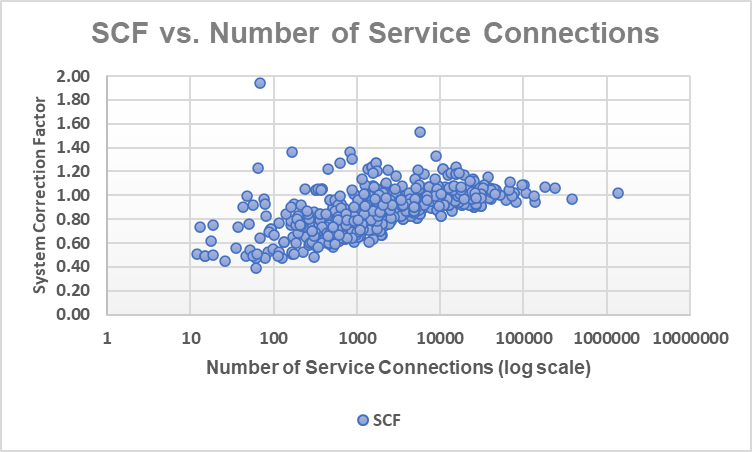 SCF vs. Number of Service Connections
2.00
1.80
1.60
1.40
1.20
1.00
0.80
0.60
0.40
0.20
0.00
System Correction Factor
1 10 100 1000 10000 100000 1000000 10000000
Number of Service Connections (log scale)
SCF